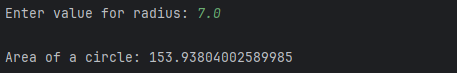 Enter value for radius: 7.0
Area of a circle: 153.93804002589985